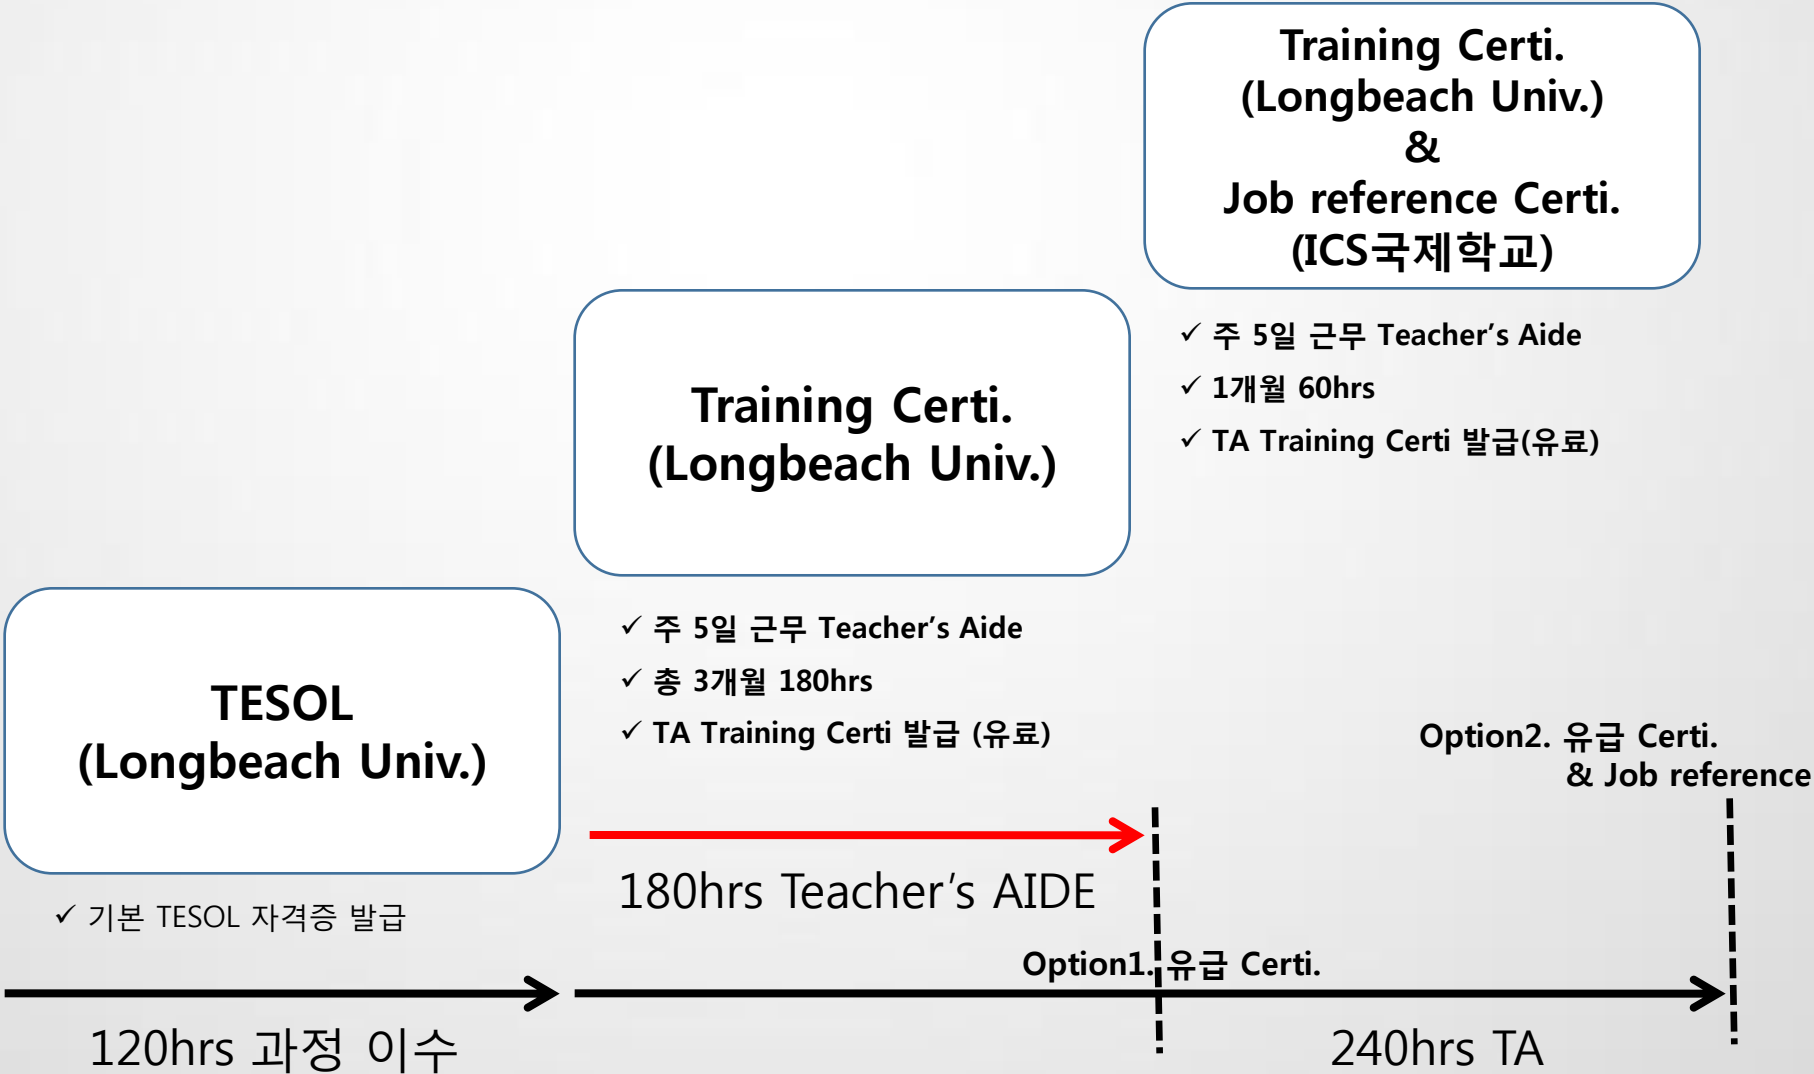 Training Certi.
(Longbeach Univ.)
&
Job reference Certi.
(ICS국제학교)
✓ 주 5일 근무 Teacher's Aide
✓ 1개월 60hrs
✓ TA Training Certi 발급(유료)
Training Certi.
(Longbeach Univ.)
✓ 주 5일 근무 Teacher's Aide
✓ 총 3개월 180hrs
✓ TA Training Certi 발급 (유료)
TESOL
(Longbeach Univ.)
✓ 기본 TESOL 자격증 발급
Option2. 유급 Certi.
& Job reference
180hrs Teacher's AIDE
Option1. 유급 Certi.
120hrs 과정 이수
240hrs TA